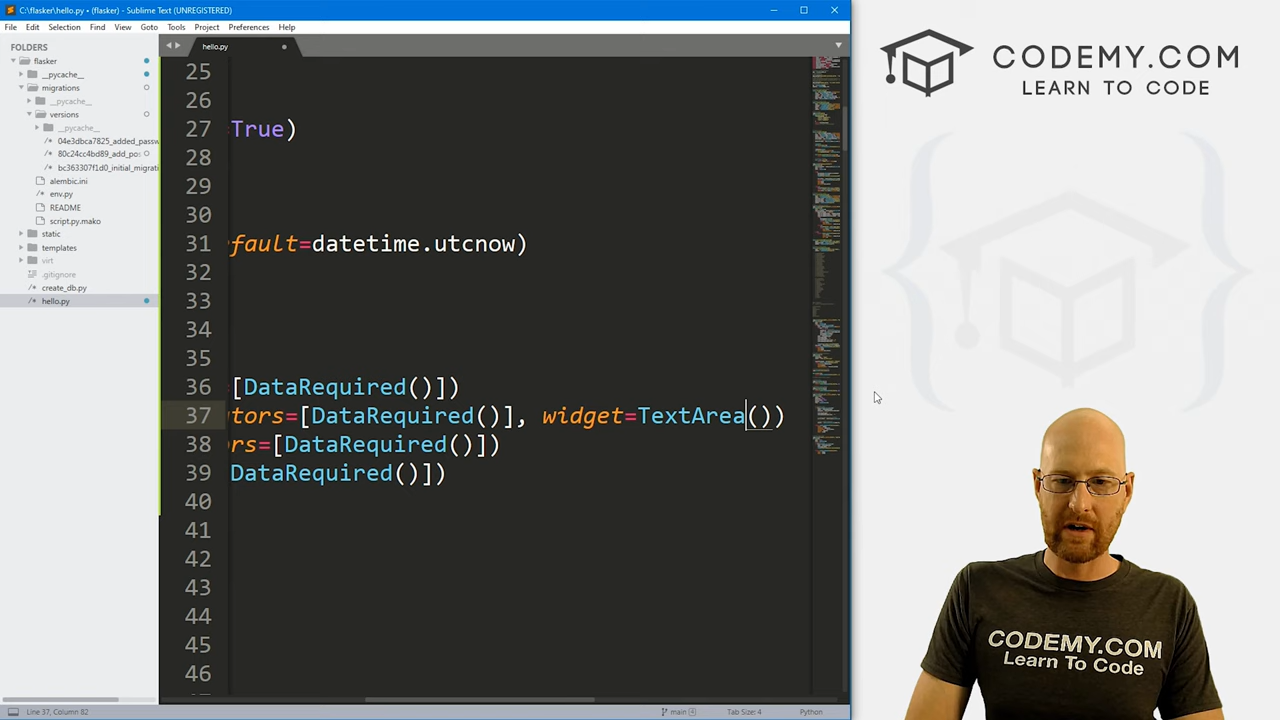 C:\flasker\hello.py • (flasker) - Sublime Text (UNREGISTERED)
File Edit Selection Find View Goto Tools Project Preferences Help
FOLDERS
flasker
__pycache__
migrations
__pycache__
versions
__pycache__
04e3dbca7825_added_passw
80c24cc4bd89_add_po
bc363307f1d0_initial_migrati
alembic.ini
env.py
README
script.py.mako
static
templates
virt
.gitignore
create_db.py
hello.py
hello.py
25
26
27 True)
28
29
30
31 fault=datetime.utcnow)
32
33
34
35
36 [DataRequired()])
37 tors=[DataRequired()], widget=TextArea())
38 rs=[DataRequired()])
39 DataRequired()])
40
41
42
43
44
45
46
Line 37, Column 82
main
Tab Size: 4
Python
CODEMY.COM
LEARN TO CODE
CODEMY.COM
Learn To Code